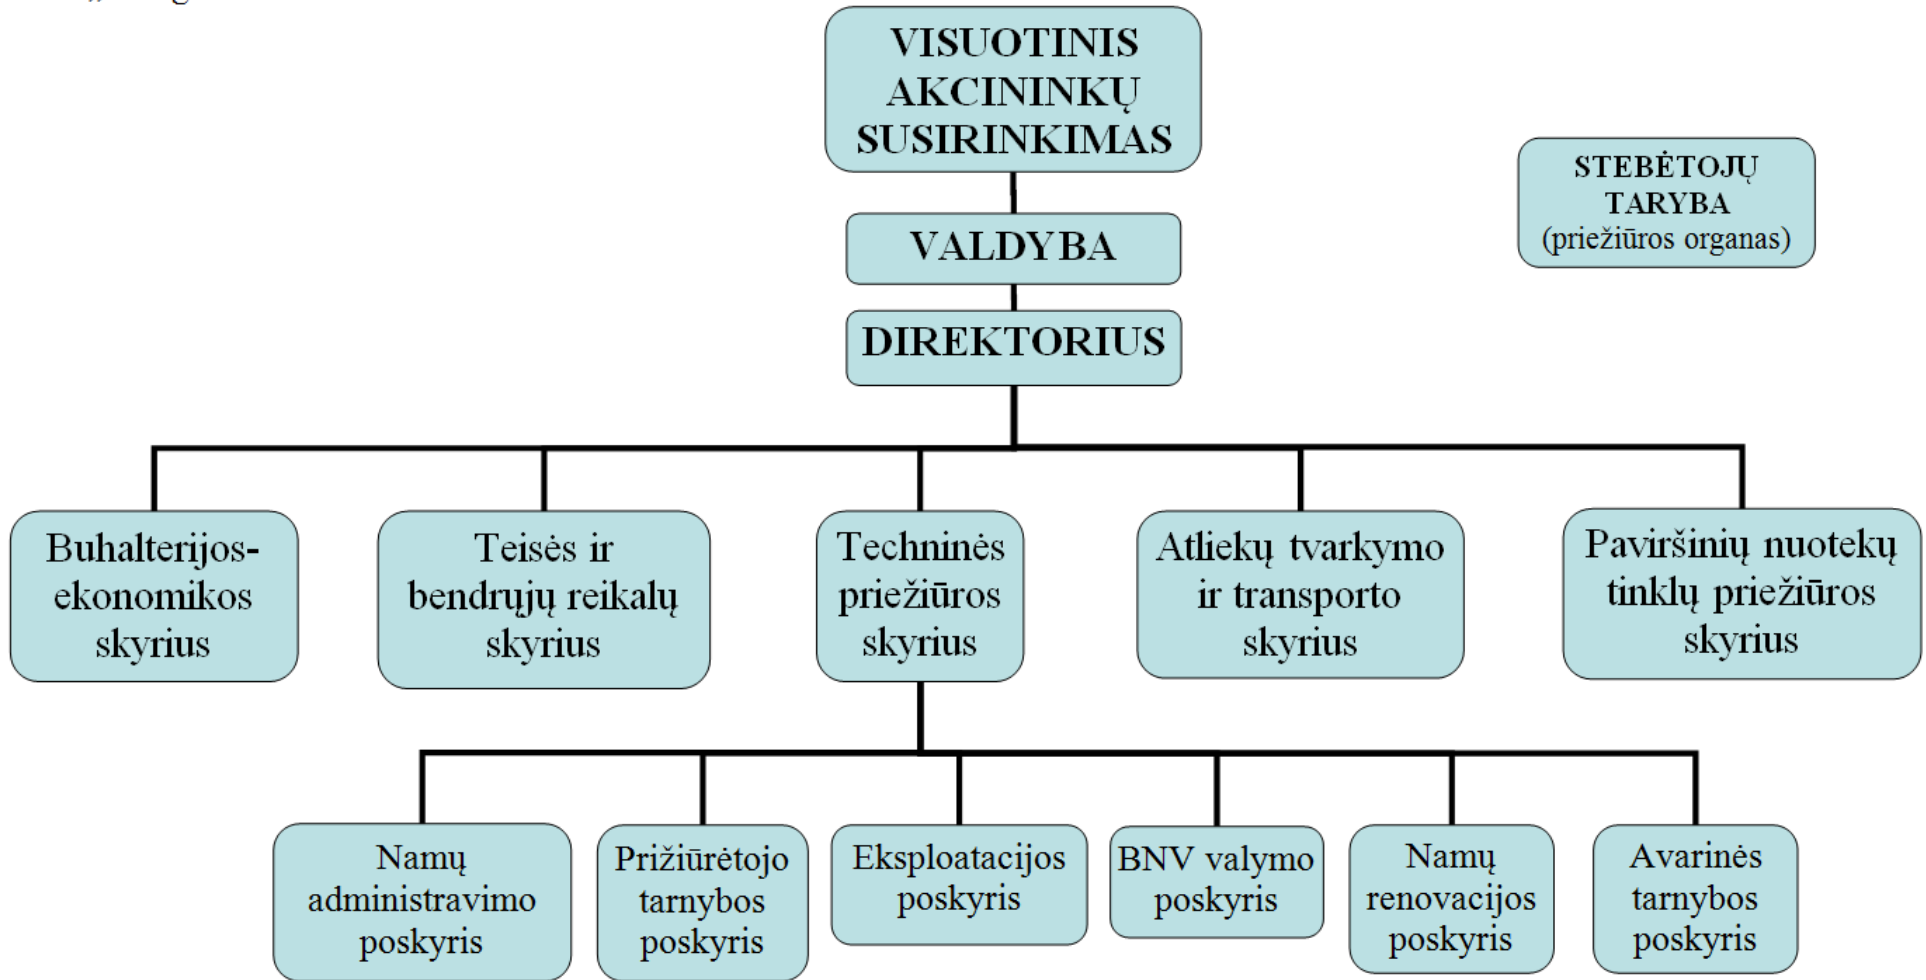 VISUOTINIS
AKCININKŲ
SUSIRINKIMAS
STEBĖTOJŲ
TARYBA
(priežiūros organas)
VALDYBA
DIREKTORIUS
Buhalterijos-
ekonomikos
skyrius
Teisės ir
bendrųjų reikalų
skyrius
Techninės
priežiūros
skyrius
Atliekų tvarkymo
ir transporto
skyrius
Paviršinių nuotekų
tinklų priežiūros
skyrius
Namų
administravimo
poskyris
Prižiūrėtojo
tarnybos
poskyris
Eksploatacijos
poskyris
BNV valymo
poskyris
Namų
renovacijos
poskyris
Avarinės
tarnybos
poskyris